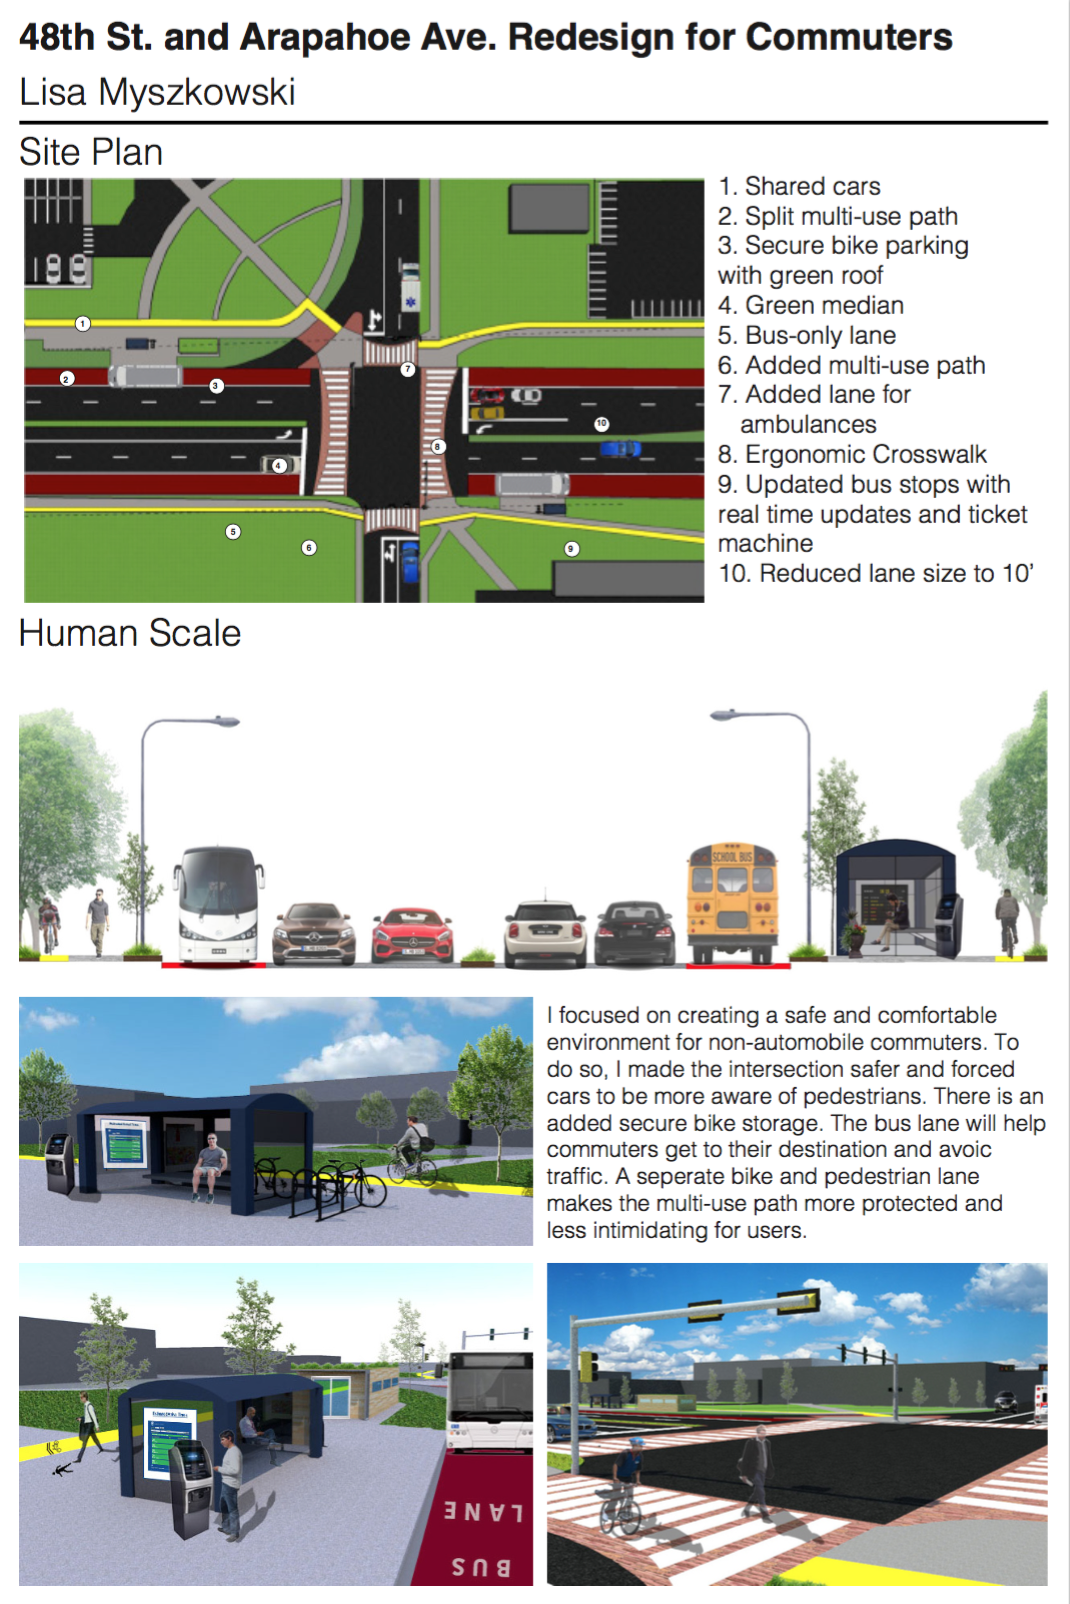 48th St. and Arapahoe Ave. Redesign for Commuters
Lisa Myszkowski
Site Plan
1. Shared cars
2. Split multi-use path
3. Secure bike parking
with green roof
4. Green median
5. Bus-only lane
6. Added multi-use path
7. Added lane for
ambulances
8. Ergonomic Crosswalk
9. Updated bus stops with
real time updates and ticket
machine
10. Reduced lane size to 10’
1
2
3
7
10
8
4
5
6
9
Human Scale
SCHOOL BUS
I focused on creating a safe and comfortable
environment for non-automobile commuters. To
do so, I made the intersection safer and forced
cars to be more aware of pedestrians. There is an
added secure bike storage. The bus lane will help
commuters get to their destination and avoic
traffic. A seperate bike and pedestrian lane
makes the multi-use path more protected and
less intimidating for users.
LANE
BUS